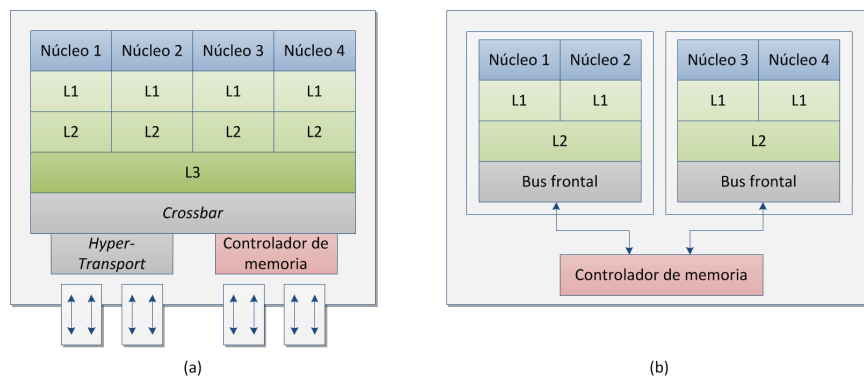 Núcleo 1 Núcleo 2 Núcleo 3 Núcleo 4
L1 L1 L1 L1
L2 L2 L2 L2
L3
Crossbar
Hyper-
Transport
Controlador de
memoria
(a)
Núcleo 1 Núcleo 2
L1 L1
L2
Bus frontal
Núcleo 3 Núcleo 4
L1 L1
L2
Bus frontal
Controlador de memoria
(b)